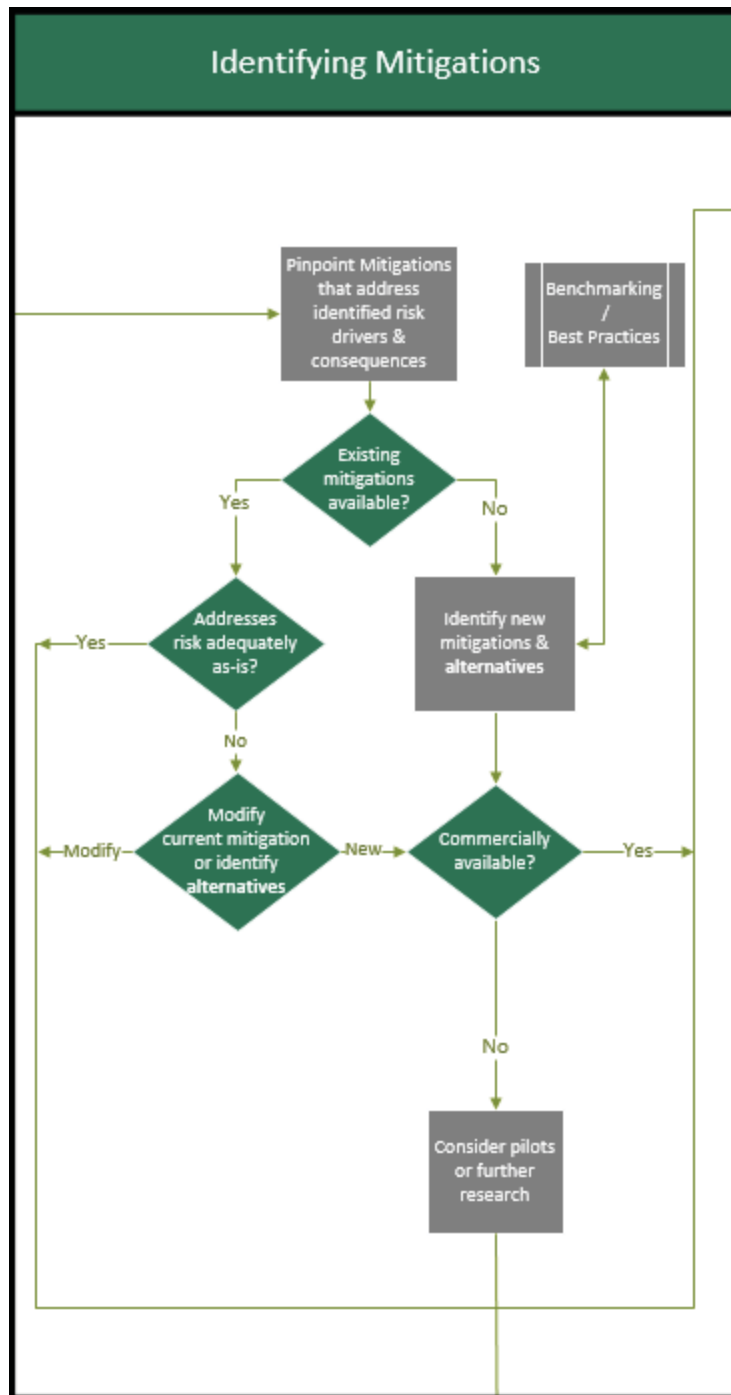 Identifying Mitigations
Pinpoint Mitigations
that address
identified risk
drivers &
consequences
Benchmarking
/
Best Practices
Existing
mitigations
available?
Yes
No
Addresses
risk adequately
as-is?
Yes
Identify new
mitigations &
alternatives
No
Modify
current mitigation
or identify
alternatives
Modify
New
Commercially
available?
Yes
No
Consider pilots
or further
research